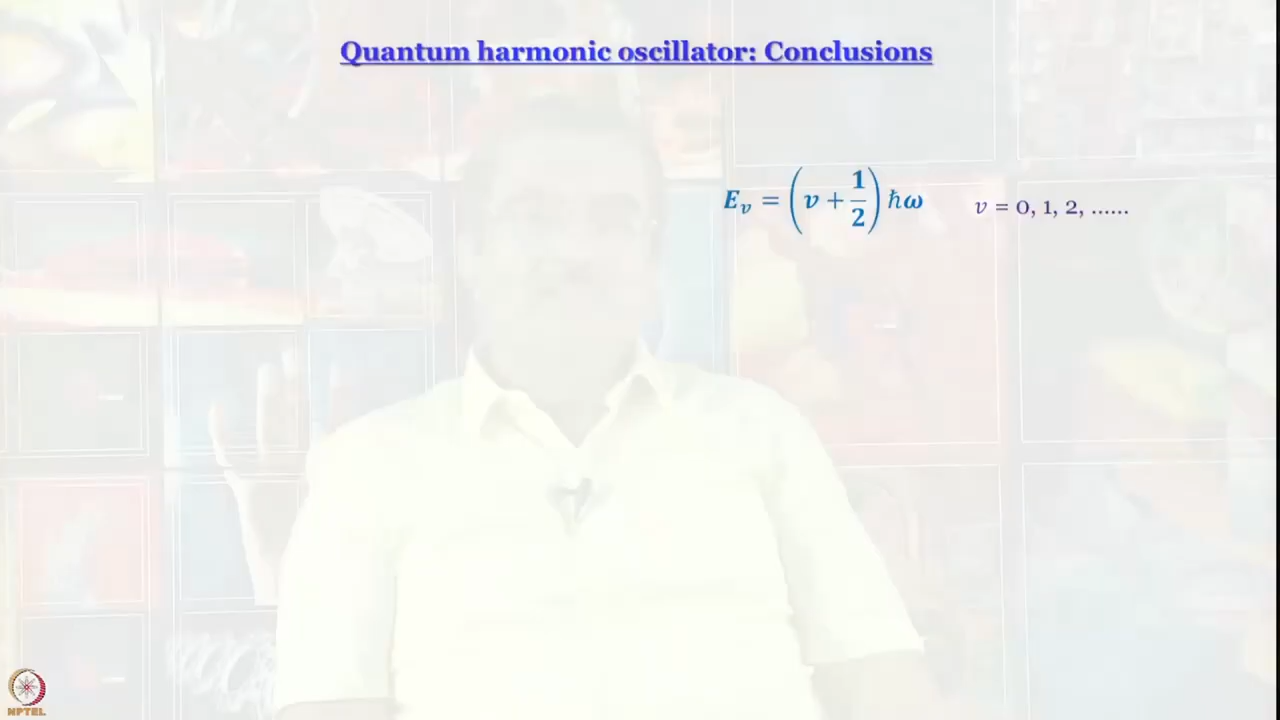 Quantum harmonic oscillator: Conclusions
E_v = (v + 1/2) ħω v = 0, 1, 2, ......
NPTEL